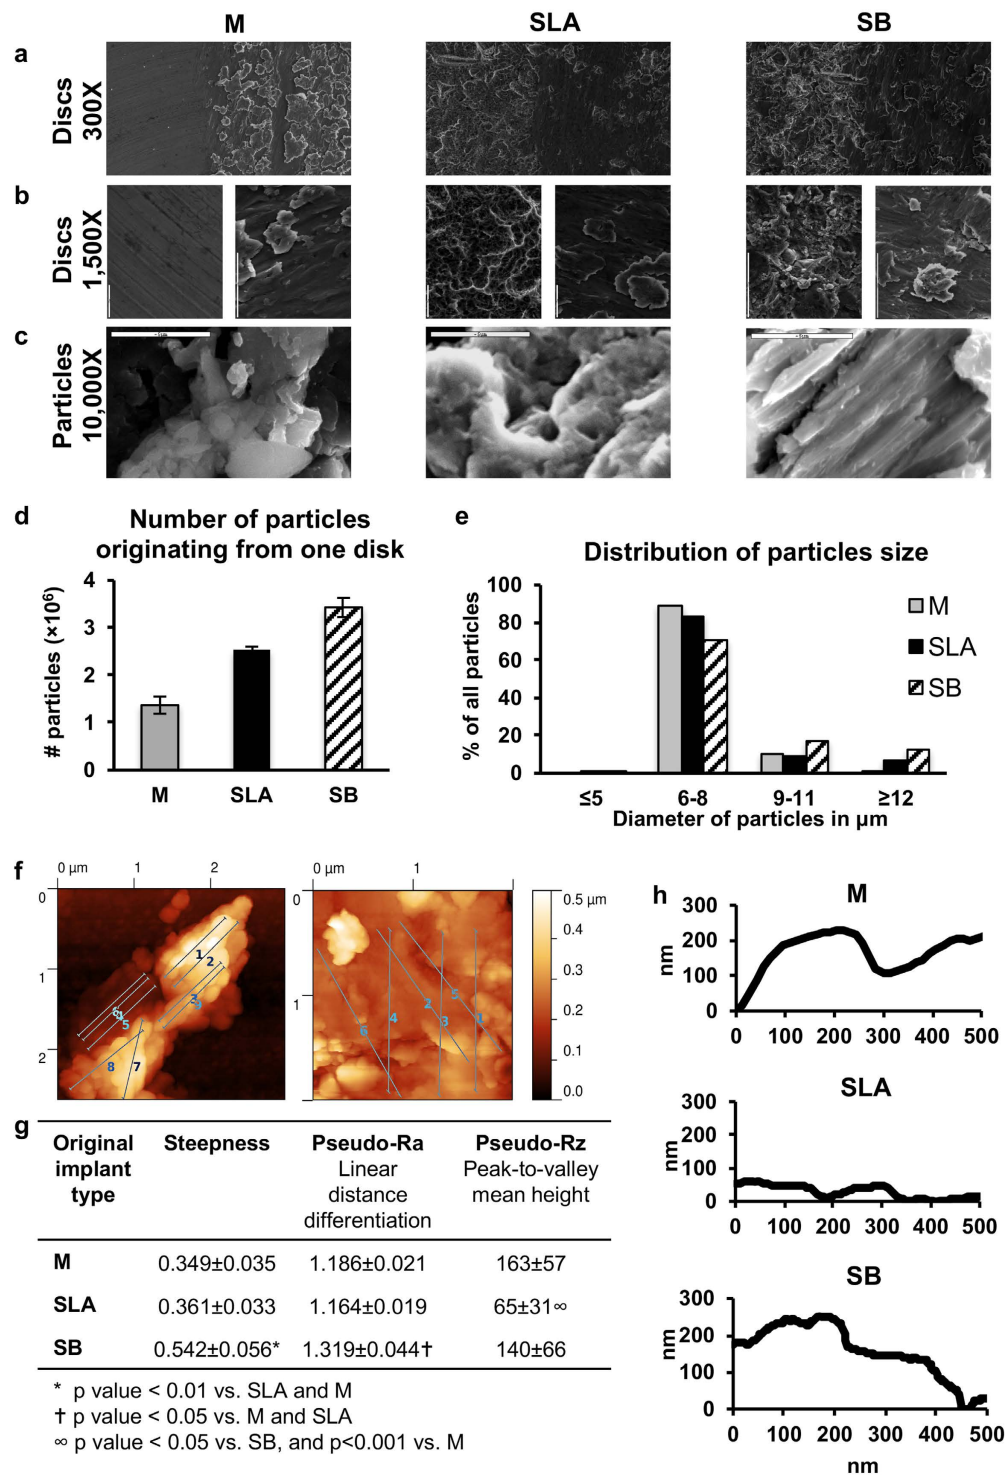 M SLA SB
a
Discs
300X
b
Discs
1,500X
c
Particles
10,000X
d
Number of particles
originating from one disk
# particles (×10⁶)
4
3
2
1
0
M SLA SB
e
Distribution of particles size
% of all particles
100
80
60
40
20
0
M
SLA
SB
≤5 6-8 9-11 ≥12
Diameter of particles in µm
f
0 µm 1 2
0
1
2
1
2
3
5
8
7
0 µm 1
0
1
1
2
3
4
5
6
0.5 µm
0.4
0.3
0.2
0.1
0.0
g
Original implant type Steepness Pseudo-Ra Linear distance differentiation Pseudo-Rz Peak-to-valley mean height
M 0.349±0.035 1.186±0.021 163±57
SLA 0.361±0.033 1.164±0.019 65±31∞
SB 0.542±0.056* 1.319±0.044† 140±66
* p value < 0.01 vs. SLA and M
† p value < 0.05 vs. M and SLA
∞ p value < 0.05 vs. SB, and p<0.001 vs. M
h
M
300
200
100
0
nm
0 100 200 300 400 500
SLA
300
200
100
0
nm
0 100 200 300 400 500
SB
300
200
100
0
nm
0 100 200 300 400 500
nm